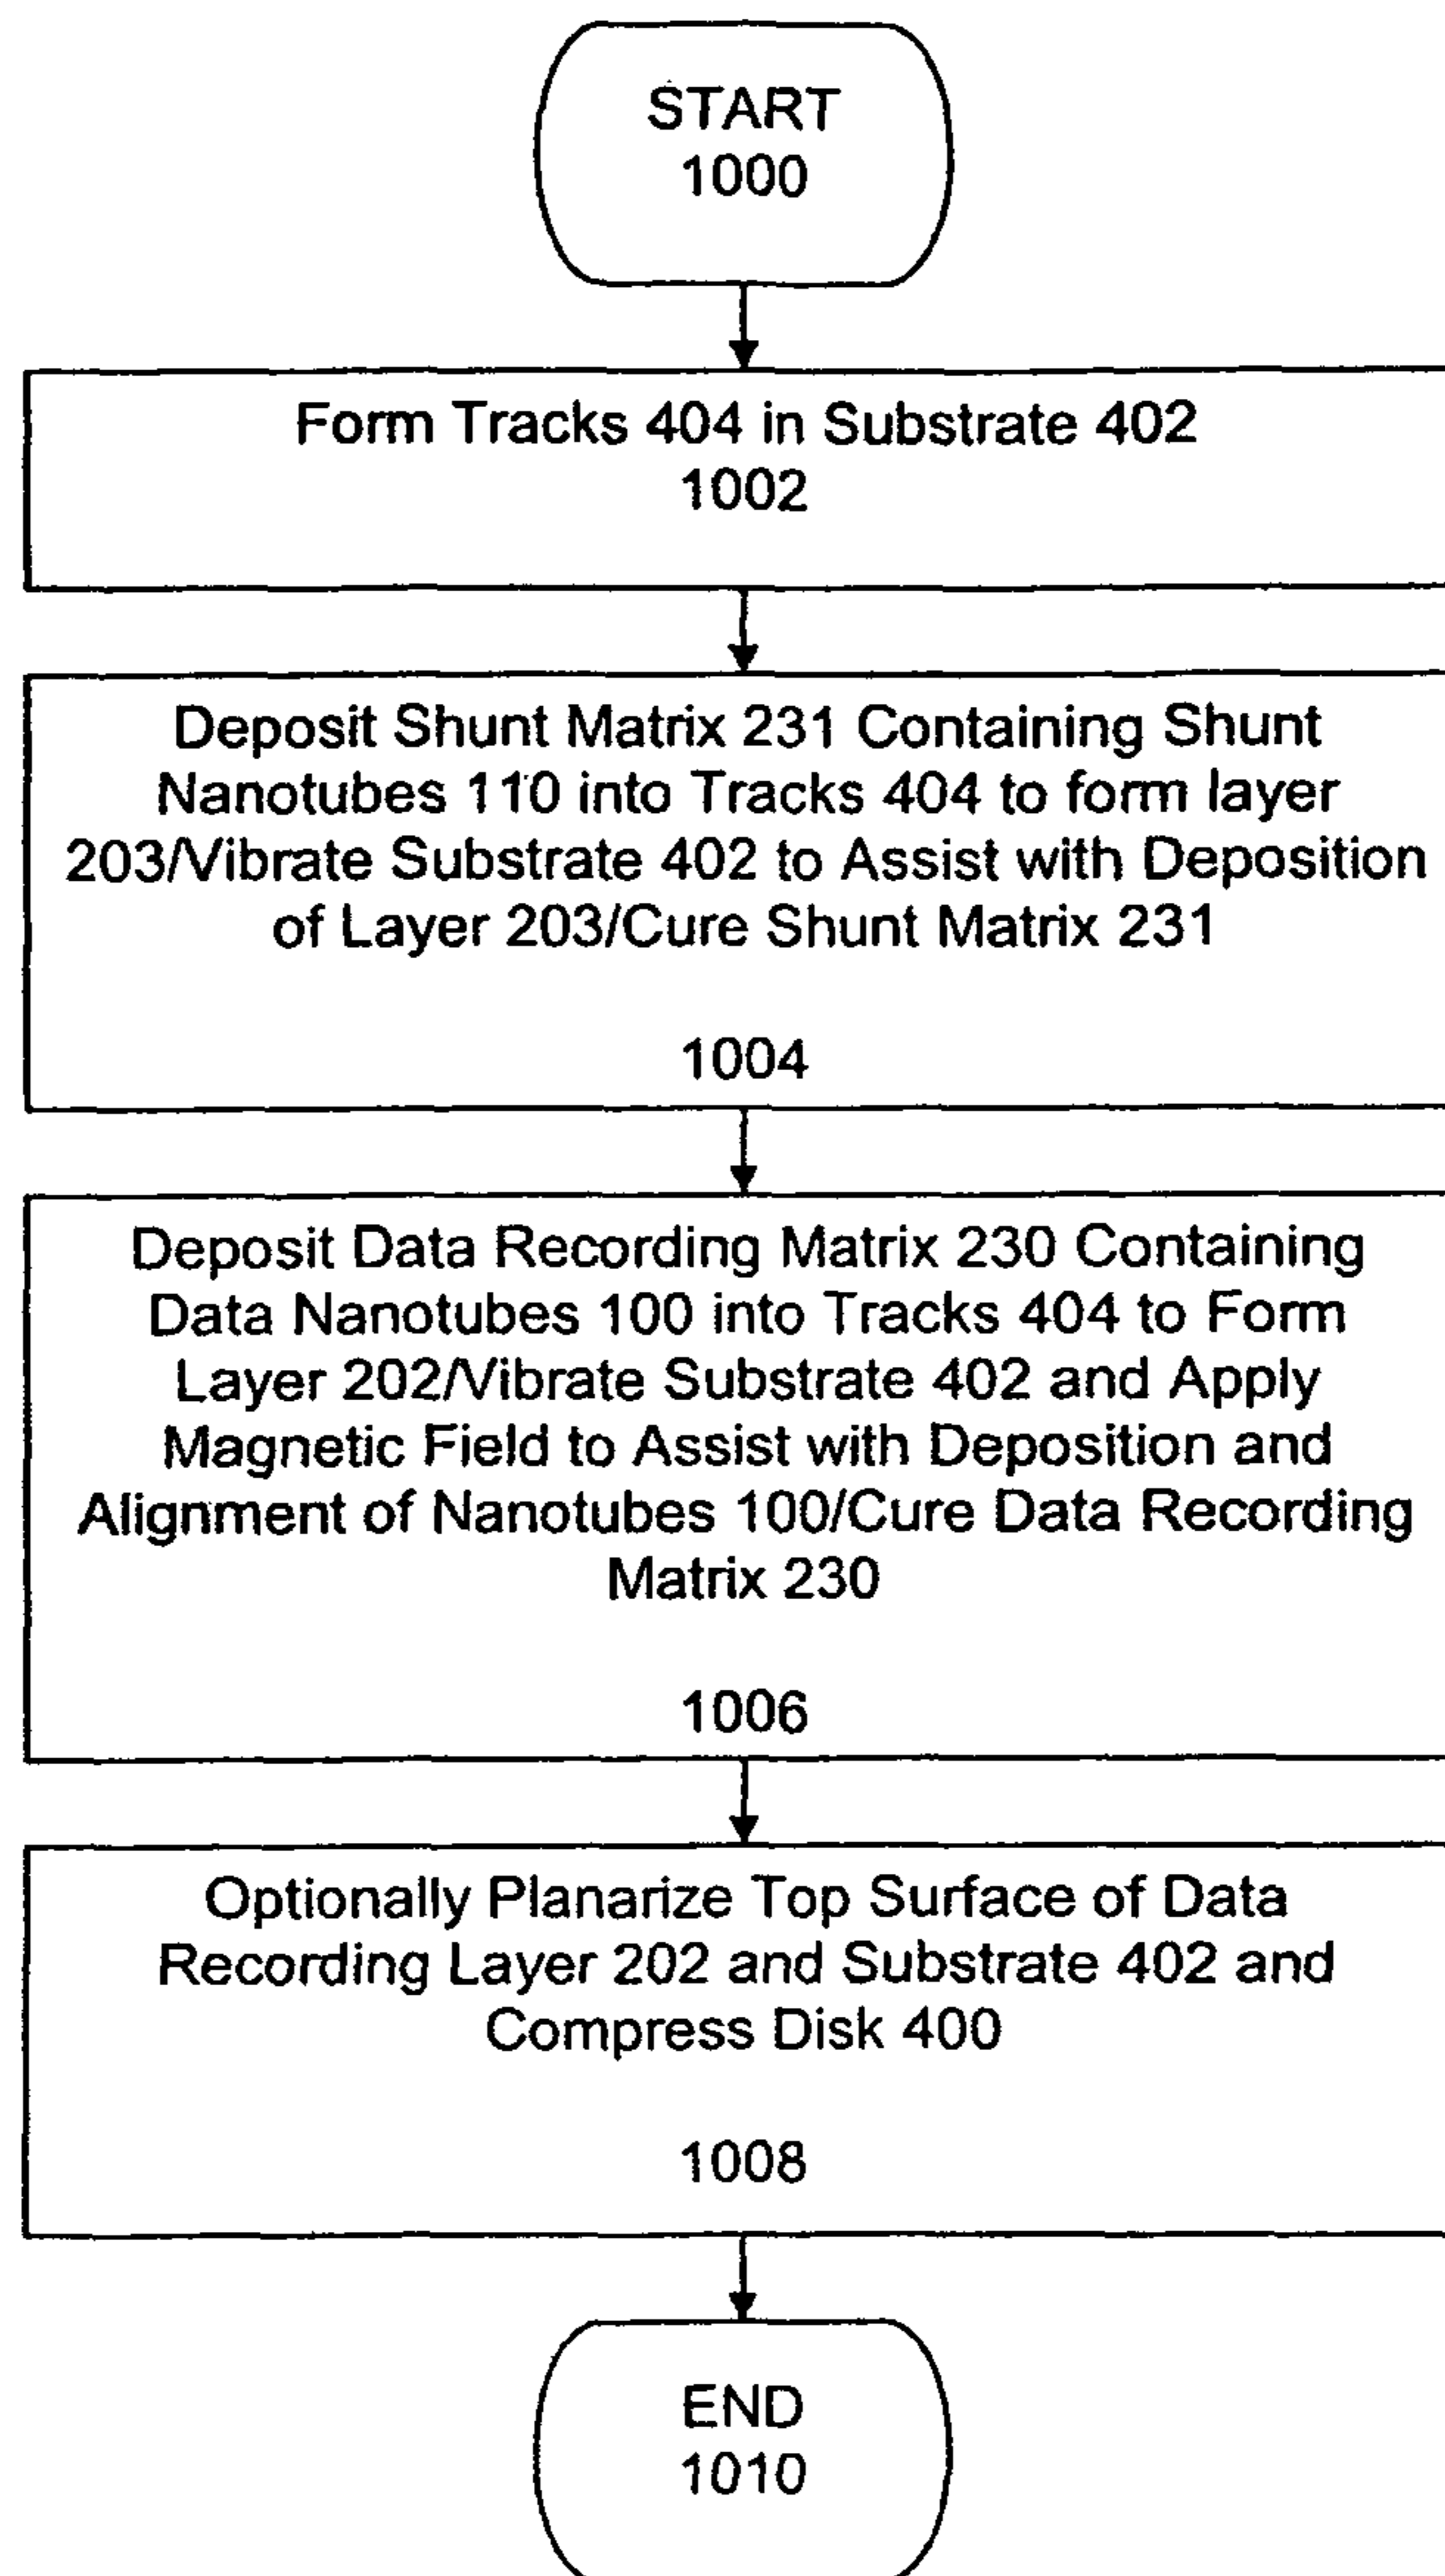 START
1000
Form Tracks 404 in Substrate 402
1002
Deposit Shunt Matrix 231 Containing Shunt
Nanotubes 110 into Tracks 404 to form layer
203/Vibrate Substrate 402 to Assist with Deposition
of Layer 203/Cure Shunt Matrix 231
1004
Deposit Data Recording Matrix 230 Containing
Data Nanotubes 100 into Tracks 404 to Form
Layer 202/Vibrate Substrate 402 and Apply
Magnetic Field to Assist with Deposition and
Alignment of Nanotubes 100/Cure Data Recording
Matrix 230
1006
Optionally Planarize Top Surface of Data
Recording Layer 202 and Substrate 402 and
Compress Disk 400
1008
END
1010